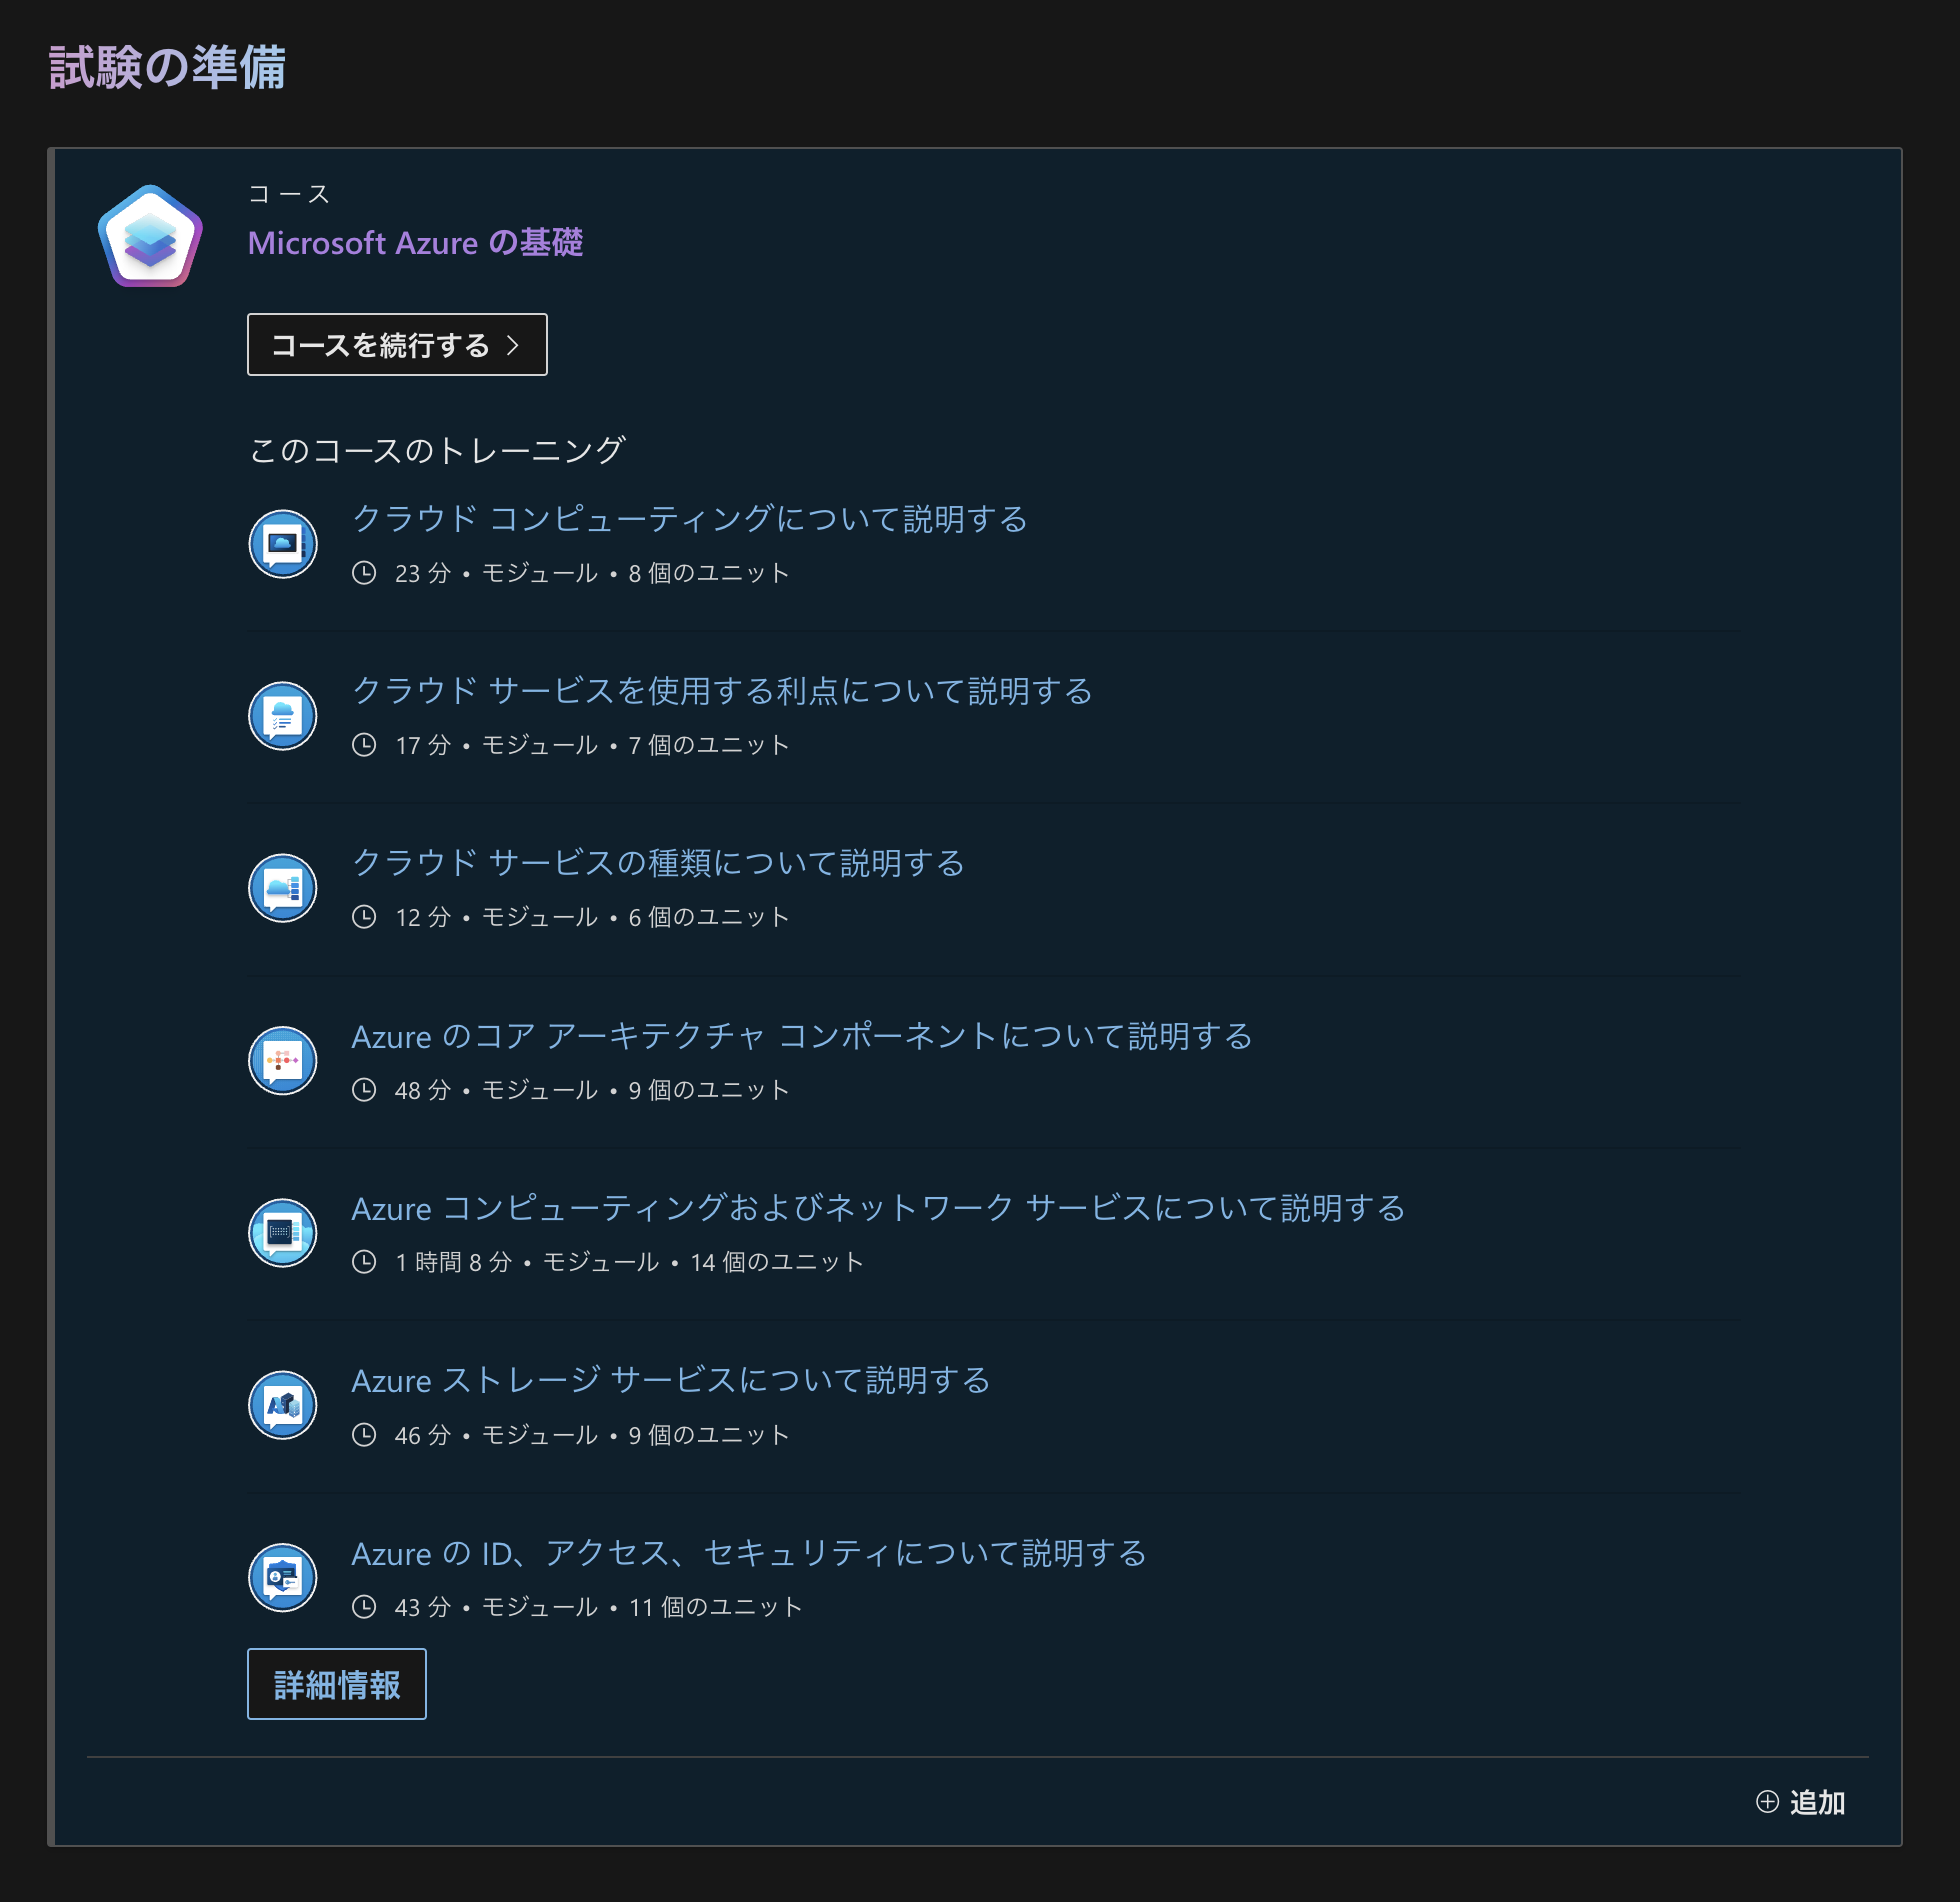 試験の準備
コース
Microsoft Azure の基礎
コースを続行する
このコースのトレーニング
クラウド コンピューティングについて説明する
23 分 • モジュール • 8 個のユニット
クラウド サービスを使用する利点について説明する
17 分 • モジュール • 7 個のユニット
クラウド サービスの種類について説明する
12 分 • モジュール • 6 個のユニット
Azure のコア アーキテクチャ コンポーネントについて説明する
48 分 • モジュール • 9 個のユニット
Azure コンピューティングおよびネットワーク サービスについて説明する
1 時間 8 分 • モジュール • 14 個のユニット
Azure ストレージ サービスについて説明する
46 分 • モジュール • 9 個のユニット
Azure の ID、アクセス、セキュリティについて説明する
43 分 • モジュール • 11 個のユニット
詳細情報
追加